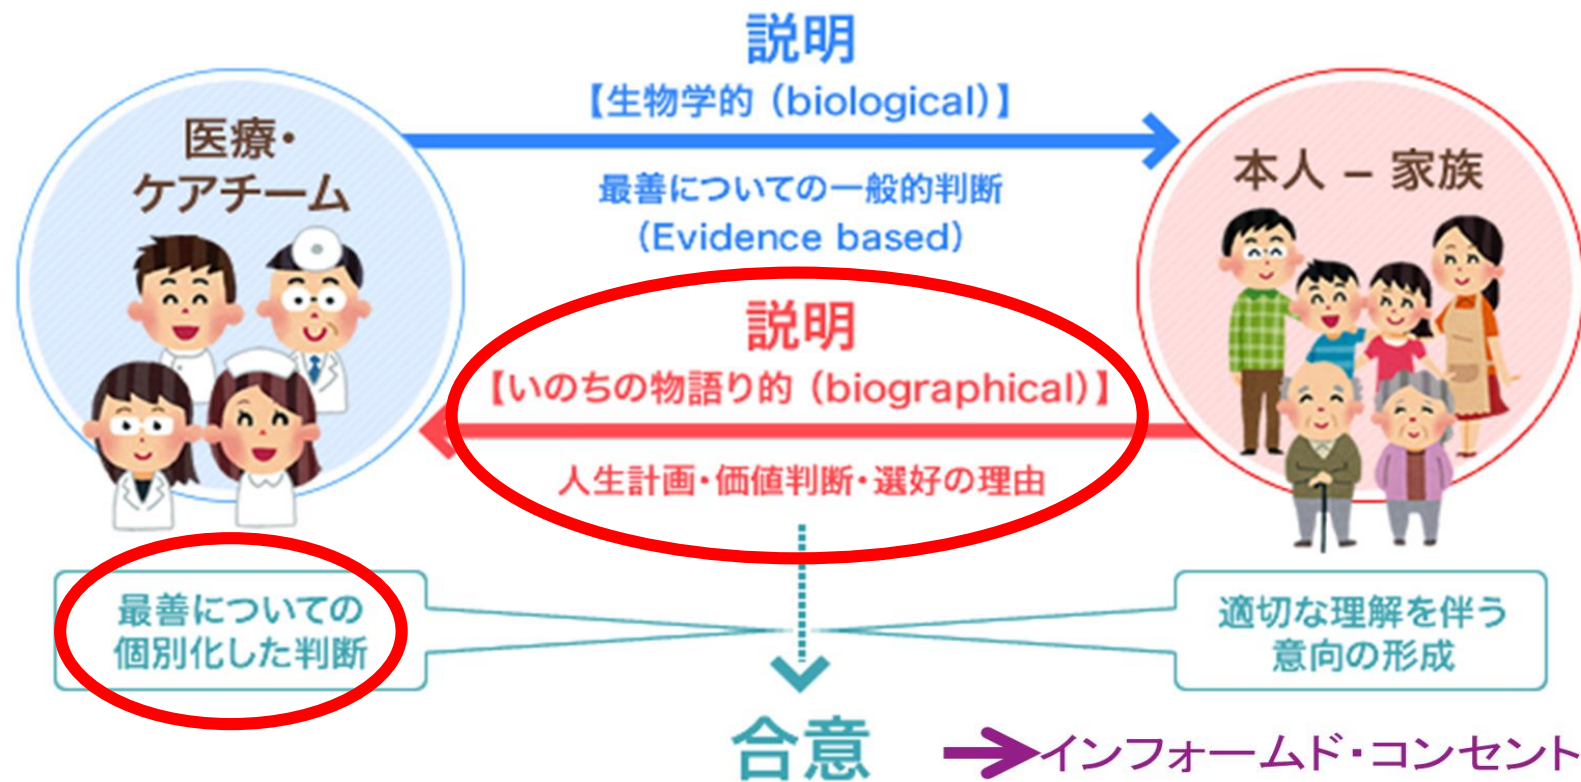 説明
【生物学的（biological）】
医療・
ケアチーム
本人 – 家族
最善についての一般的判断
（Evidence based）
説明
【いのちの物語り的（biographical）】
人生計画・価値判断・選好の理由
最善についての
個別化した判断
適切な理解を伴う
意向の形成
合意
インフォームド・コンセント